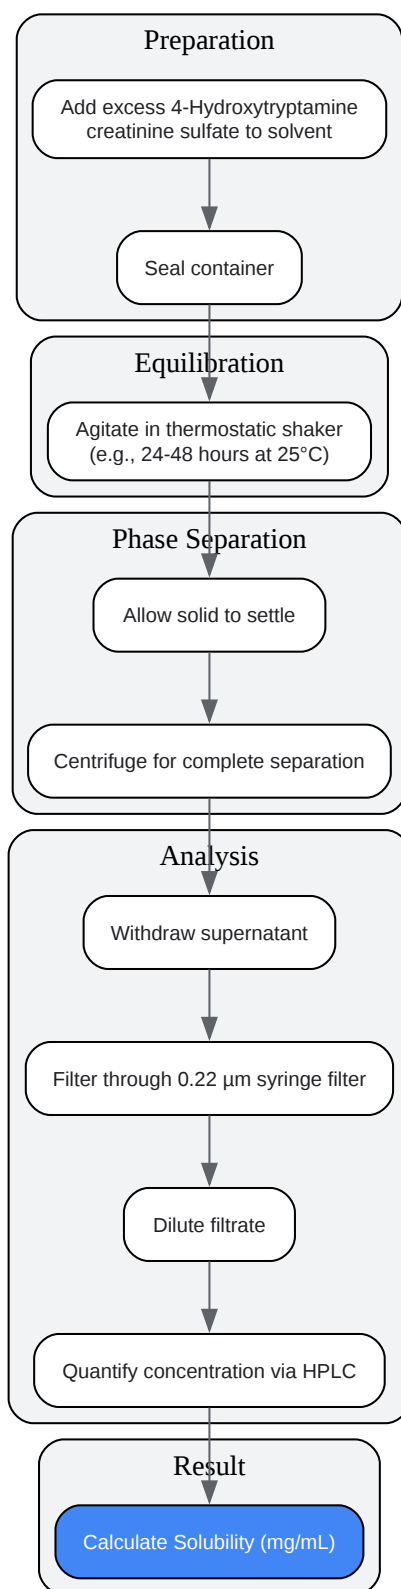 Preparation
Add excess 4-Hydroxytryptamine
creatinine sulfate to solvent
Seal container
Equilibration
Agitate in thermostatic shaker
(e.g., 24-48 hours at 25°C)
Phase Separation
Allow solid to settle
Centrifuge for complete separation
Analysis
Withdraw supernatant
Filter through 0.22 µm syringe filter
Dilute filtrate
Quantify concentration via HPLC
Result
Calculate Solubility (mg/mL)